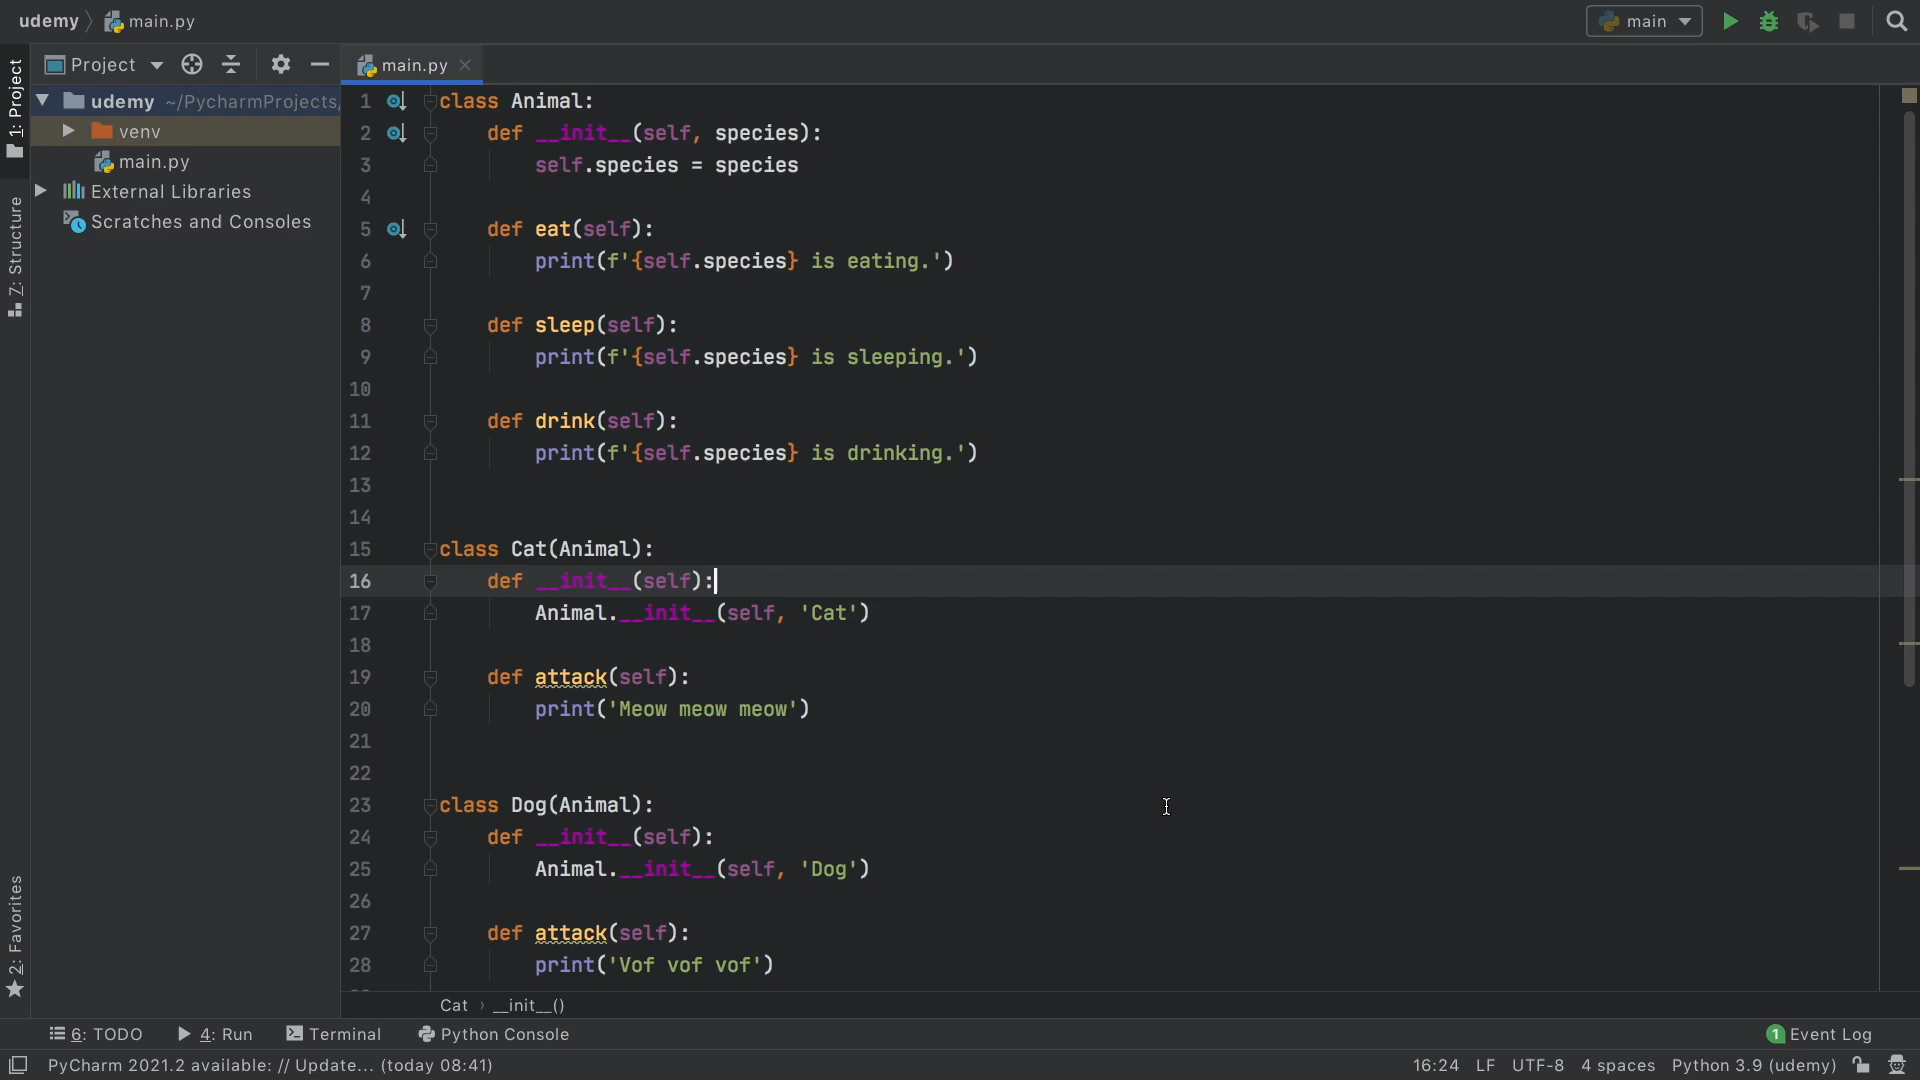 udemy main.py main
1: Project
Project
main.py
udemy ~/PycharmProjects/
venv
main.py
External Libraries
Scratches and Consoles
7: Structure
2: Favorites
1 class Animal:
2     def __init__(self, species):
3         self.species = species
4
5     def eat(self):
6         print(f'{self.species} is eating.')
7
8     def sleep(self):
9         print(f'{self.species} is sleeping.')
10
11     def drink(self):
12         print(f'{self.species} is drinking.')
13
14
15 class Cat(Animal):
16     def __init__(self):
17         Animal.__init__(self, 'Cat')
18
19     def attack(self):
20         print('Meow meow meow')
21
22
23 class Dog(Animal):
24     def __init__(self):
25         Animal.__init__(self, 'Dog')
26
27     def attack(self):
28         print('Vof vof vof')
Cat › __init__()
6: TODO 4: Run Terminal Python Console 1 Event Log
PyCharm 2021.2 available: // Update... (today 08:41) 16:24 LF UTF-8 4 spaces Python 3.9 (udemy)